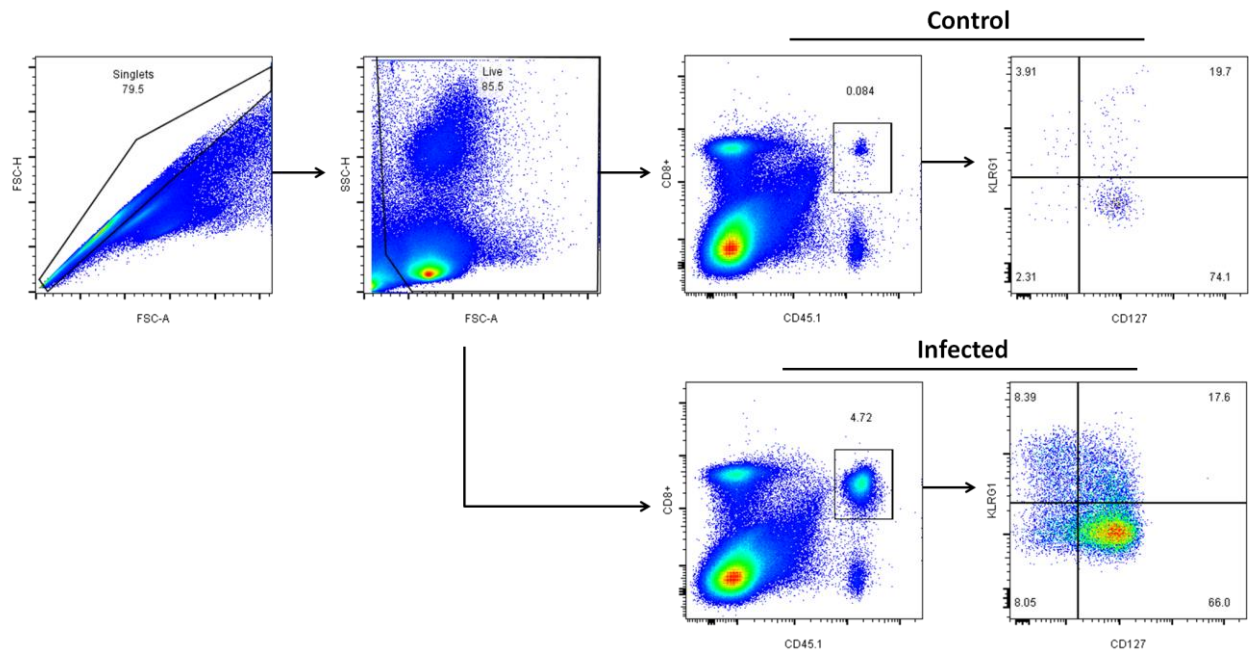 Control
Singlets
79.5
FSC-H
FSC-A
Live
85.5
SSC-H
FSC-A
0.084
CD8+
CD45.1
3.91
19.7
KLRG1
2.31
74.1
CD127
Infected
4.72
CD8+
CD45.1
8.39
17.6
KLRG1
8.05
66.0
CD127